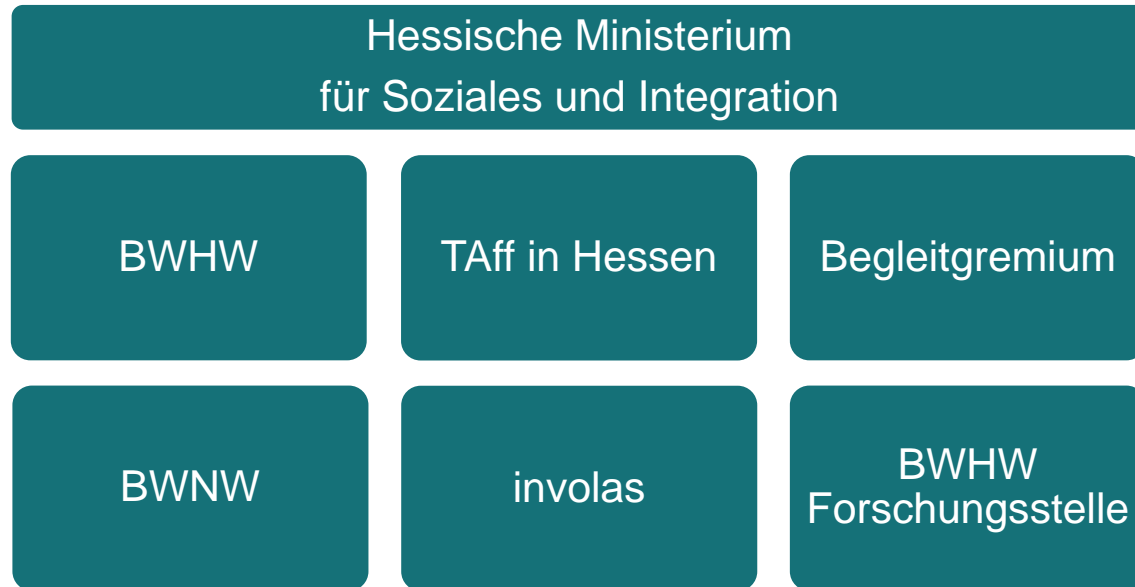 Hessische Ministerium
für Soziales und Integration
BWHW
TAff in Hessen
Begleitgremium
BWNW
involas
BWHW
Forschungsstelle